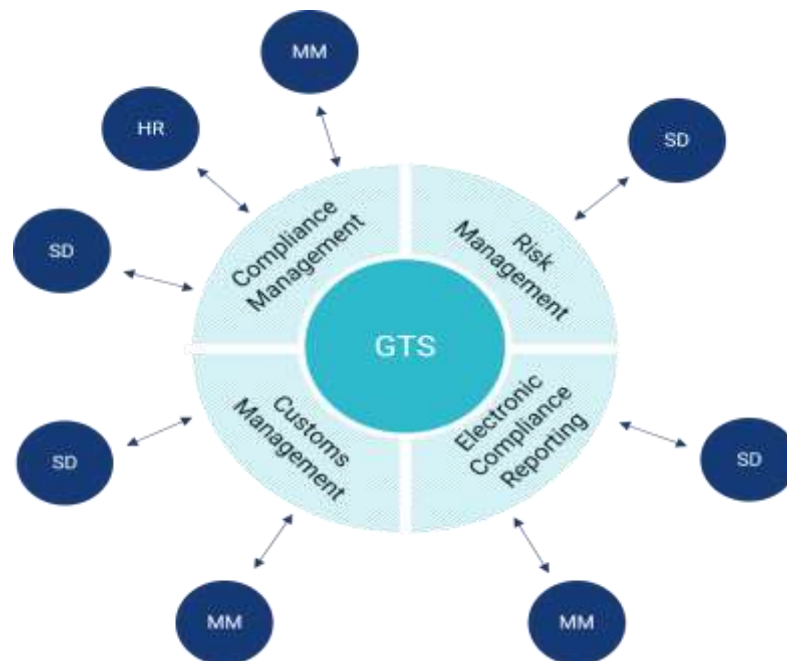 MM
HR
SD
SD
Compliance
Management
Risk
Management
GTS
Customs
Management
Electronic
Compliance
Reporting
SD
SD
MM
MM